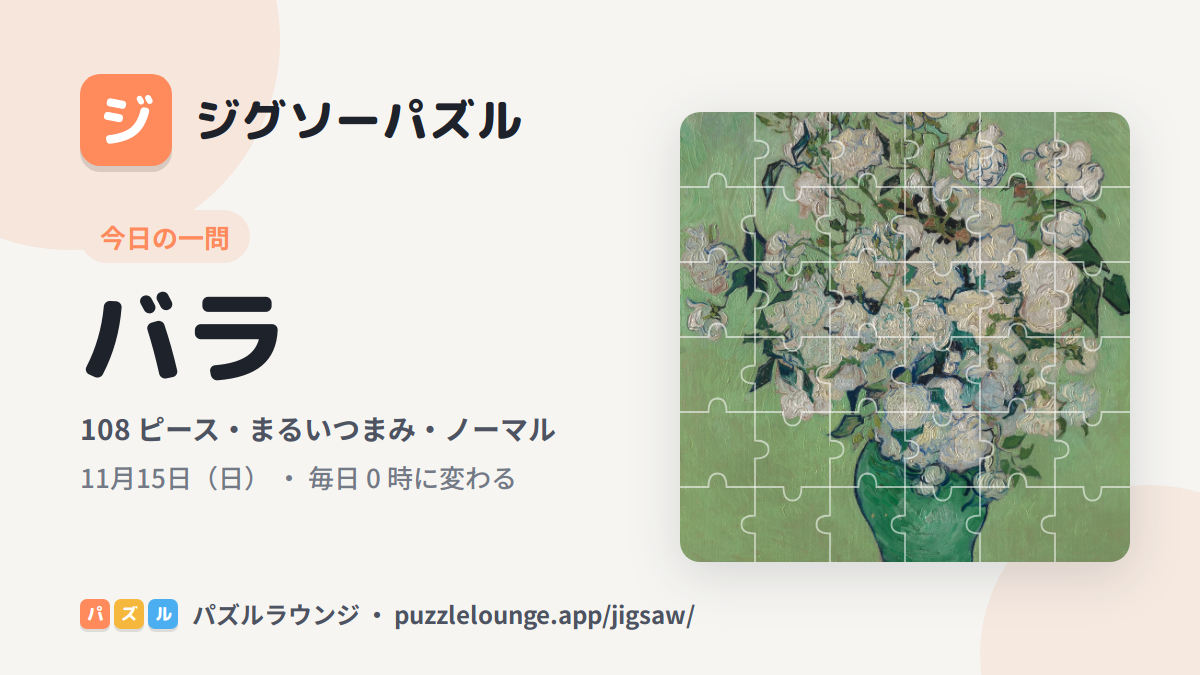 ジ
ジグソーパズル
今日の一問
バラ
108 ピース・まるいつまみ・ノーマル
11月15日（日） ・ 毎日 0 時に変わる
パズル パズルラウンジ ・ puzzlelounge.app/jigsaw/